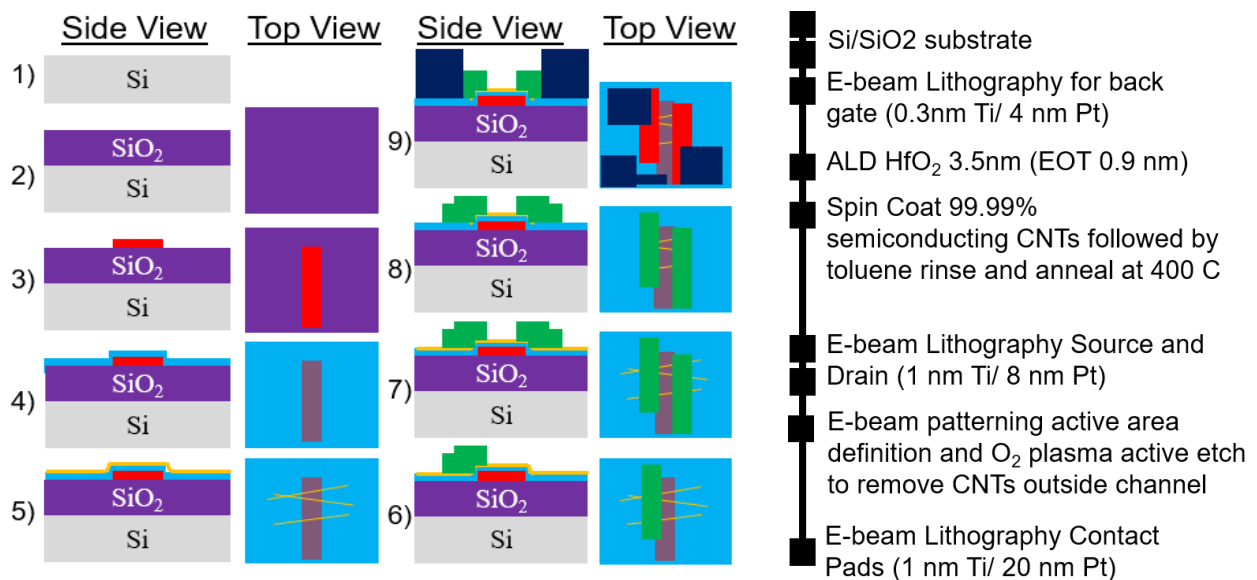 Side View
Top View
1)
Si
2)
SiO₂
Si
3)
SiO₂
Si
4)
SiO₂
Si
5)
SiO₂
Si
Side View
Top View
9)
SiO₂
Si
8)
SiO₂
Si
7)
SiO₂
Si
6)
SiO₂
Si
Si/SiO2 substrate
E-beam Lithography for back
gate (0.3nm Ti/ 4 nm Pt)
ALD HfO₂ 3.5nm (EOT 0.9 nm)
Spin Coat 99.99%
semiconducting CNTs followed by
toluene rinse and anneal at 400 C
E-beam Lithography Source and
Drain (1 nm Ti/ 8 nm Pt)
E-beam patterning active area
definition and O₂ plasma active etch
to remove CNTs outside channel
E-beam Lithography Contact
Pads (1 nm Ti/ 20 nm Pt)